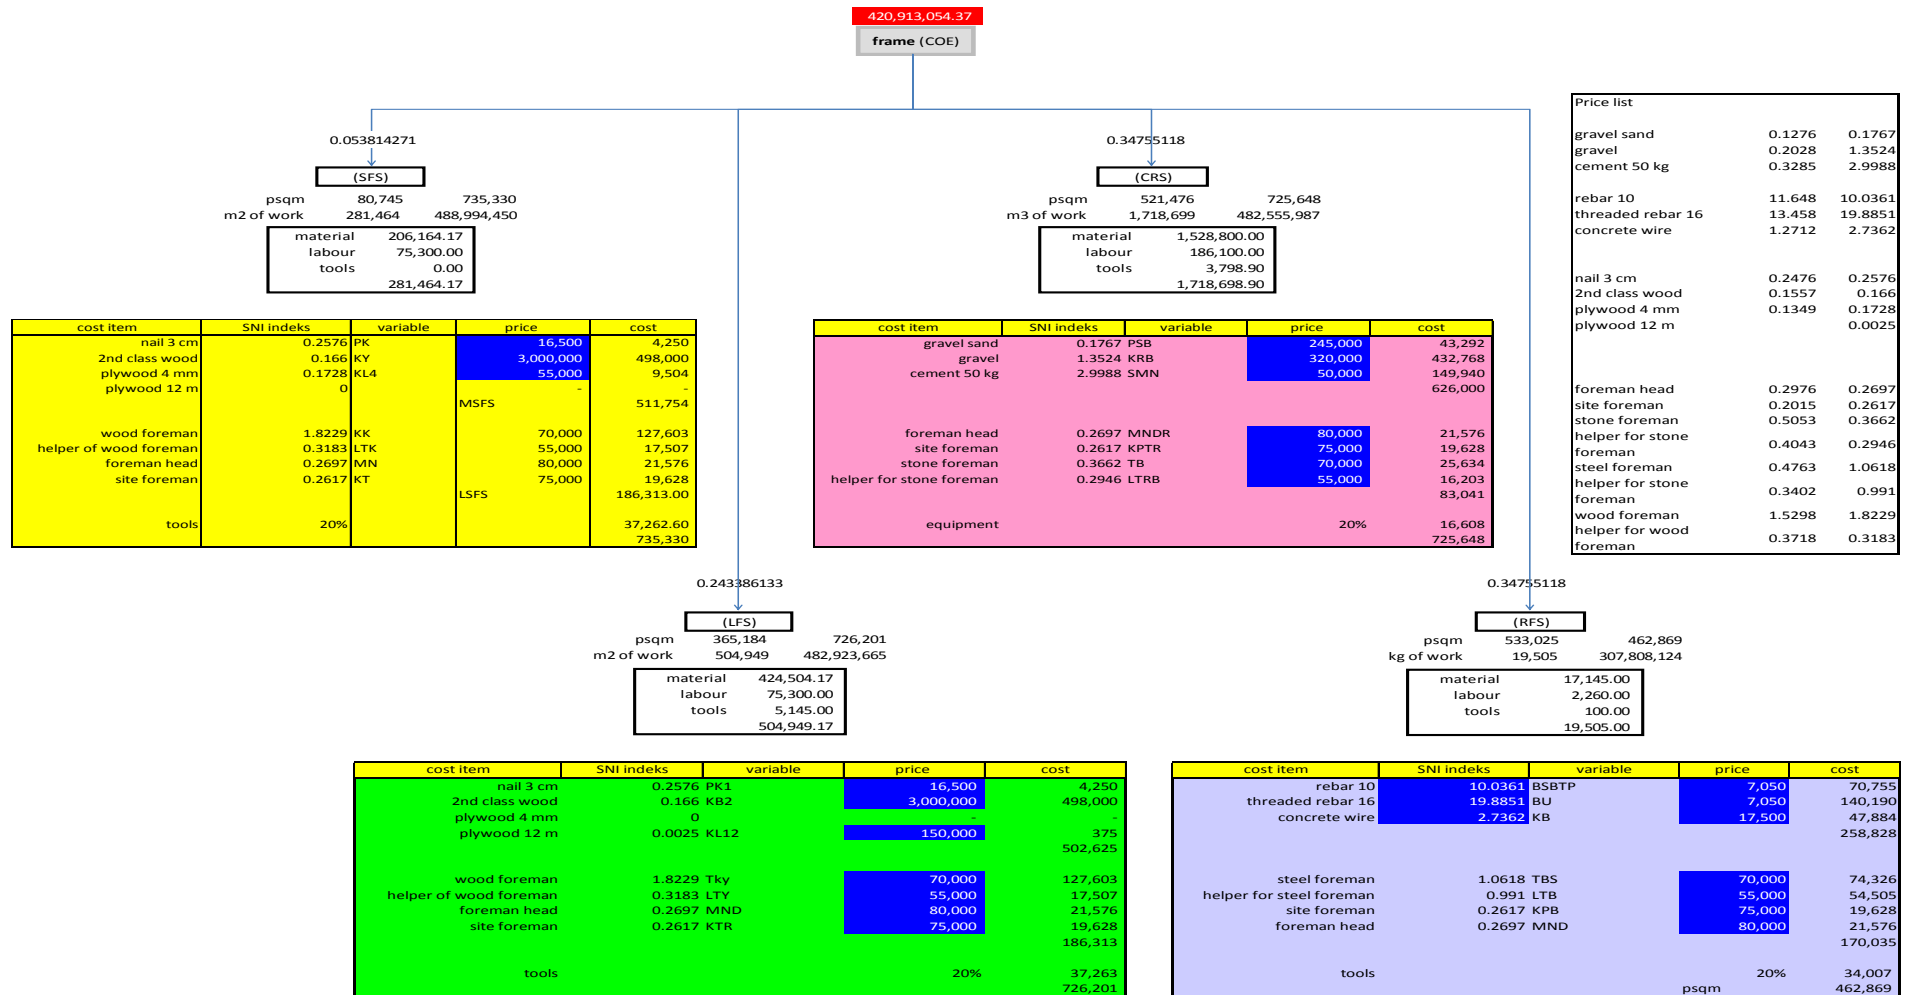 420,913,054.37
frame (COE)
0.053814271
(SFS)
psqm 80,745 735,330
m2 of work 281,464 488,994,450
material 206,164.17
labour 75,300.00
tools 0.00
281,464.17
cost item SNI indeks variable price cost
nail 3 cm 0.2576 PK 16,500 4,250
2nd class wood 0.166 KY 3,000,000 498,000
plywood 4 mm 0.1728 KL4 55,000 9,504
plywood 12 m 0 - -
MSFS 511,754
wood foreman 1.8229 KK 70,000 127,603
helper of wood foreman 0.3183 LTK 55,000 17,507
foreman head 0.2697 MN 80,000 21,576
site foreman 0.2617 KT 75,000 19,628
LSFS 186,313.00
tools 20% 37,262.60
735,330
0.34755118
(CRS)
psqm 521,476 725,648
m3 of work 1,718,699 482,555,987
material 1,528,800.00
labour 186,100.00
tools 3,798.90
1,718,698.90
cost item SNI indeks variable price cost
gravel sand 0.1767 PSB 245,000 43,292
gravel 1.3524 KRB 320,000 432,768
cement 50 kg 2.9988 SMN 50,000 149,940
626,000
foreman head 0.2697 MNDR 80,000 21,576
site foreman 0.2617 KPTR 75,000 19,628
stone foreman 0.3662 TB 70,000 25,634
helper for stone foreman 0.2946 LTRB 55,000 16,203
83,041
equipment 20% 16,608
725,648
Price list
gravel sand 0.1276 0.1767
gravel 0.2028 1.3524
cement 50 kg 0.3285 2.9988
rebar 10 11.648 10.0361
threaded rebar 16 13.458 19.8851
concrete wire 1.2712 2.7362
nail 3 cm 0.2476 0.2576
2nd class wood 0.1557 0.166
plywood 4 mm 0.1349 0.1728
plywood 12 m 0.0025
foreman head 0.2976 0.2697
site foreman 0.2015 0.2617
stone foreman 0.5053 0.3662
helper for stone
foreman 0.4043 0.2946
steel foreman 0.4763 1.0618
helper for stone
foreman 0.3402 0.991
wood foreman 1.5298 1.8229
helper for wood
foreman 0.3718 0.3183
0.243386133
(LFS)
psqm 365,184 726,201
m2 of work 504,949 482,923,665
material 424,504.17
labour 75,300.00
tools 5,145.00
504,949.17
cost item SNI indeks variable price cost
nail 3 cm 0.2576 PK1 16,500 4,250
2nd class wood 0.166 KB2 3,000,000 498,000
plywood 4 mm 0 - -
plywood 12 m 0.0025 KL12 150,000 375
502,625
wood foreman 1.8229 Tky 70,000 127,603
helper of wood foreman 0.3183 LTY 55,000 17,507
foreman head 0.2697 MND 80,000 21,576
site foreman 0.2617 KTR 75,000 19,628
186,313
tools 20% 37,263
726,201
0.34755118
(RFS)
psqm 533,025 462,869
kg of work 19,505 307,808,124
material 17,145.00
labour 2,260.00
tools 100.00
19,505.00
cost item SNI indeks variable price cost
rebar 10 10.0361 BSBTP 7,050 70,755
threaded rebar 16 19.8851 BU 7,050 140,190
concrete wire 2.7362 KB 17,500 47,884
258,828
steel foreman 1.0618 TBS 70,000 74,326
helper for steel foreman 0.991 LTB 55,000 54,505
site foreman 0.2617 KPB 75,000 19,628
foreman head 0.2697 MND 80,000 21,576
170,035
tools 20% 34,007
psqm 462,869